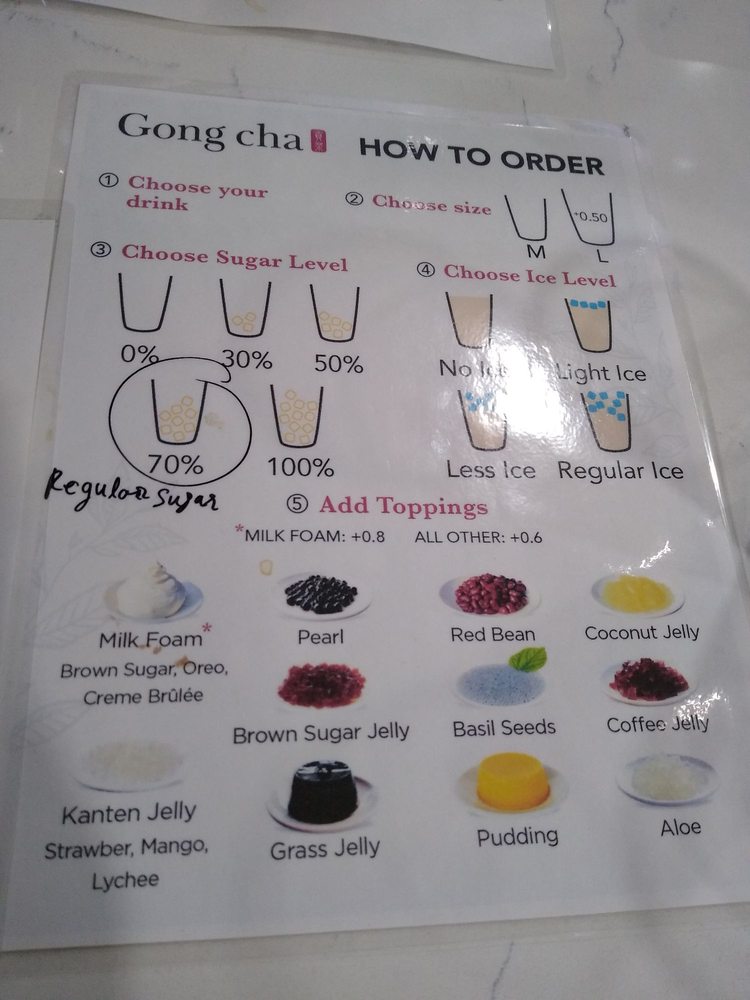 Gong cha 貢茶 HOW TO ORDER
① Choose your drink
② Choose size
+0.50
M L
③ Choose Sugar Level
0% 30% 50%
70% 100%
Regular Sugar
④ Choose Ice Level
No Ice Light Ice
Less Ice Regular Ice
⑤ Add Toppings
*MILK FOAM: +0.8 ALL OTHER: +0.6
Milk Foam* Pearl Red Bean Coconut Jelly
Brown Sugar, Oreo,
Creme Brûlée
Brown Sugar Jelly Basil Seeds Coffee Jelly
Kanten Jelly Grass Jelly Pudding Aloe
Strawber, Mango,
Lychee